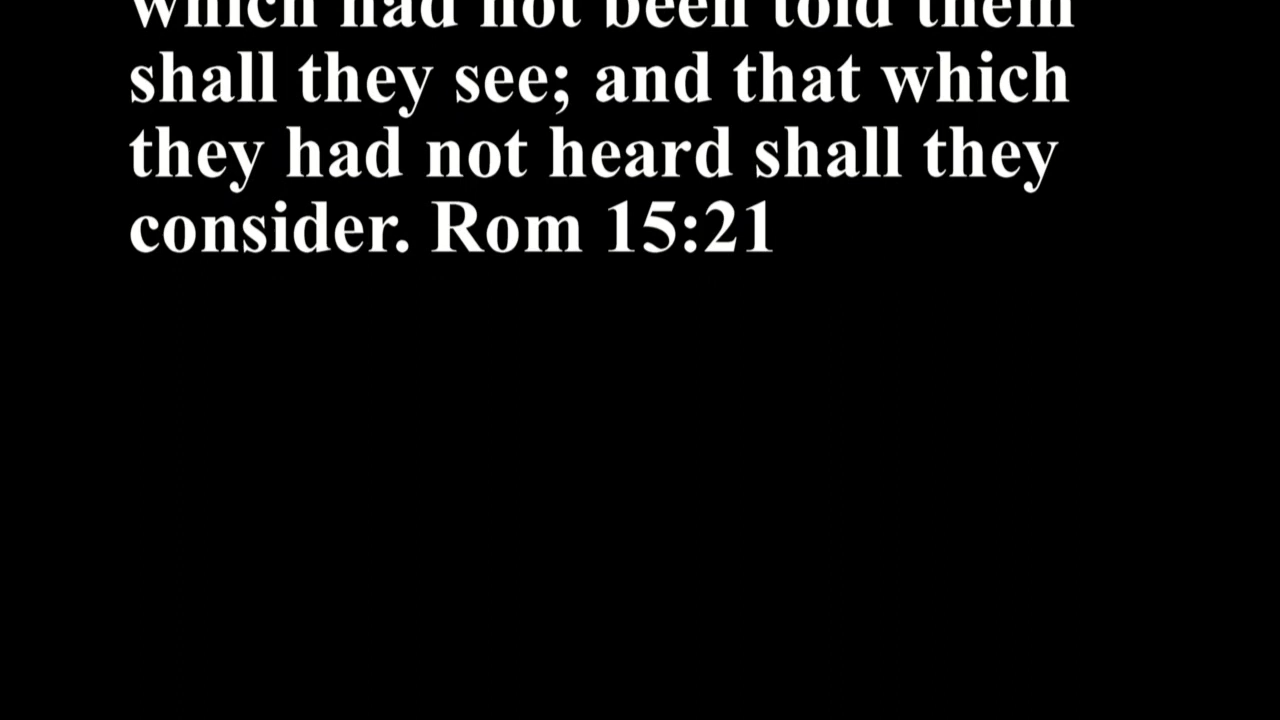 which had not been told them
shall they see; and that which
they had not heard shall they
consider. Rom 15:21